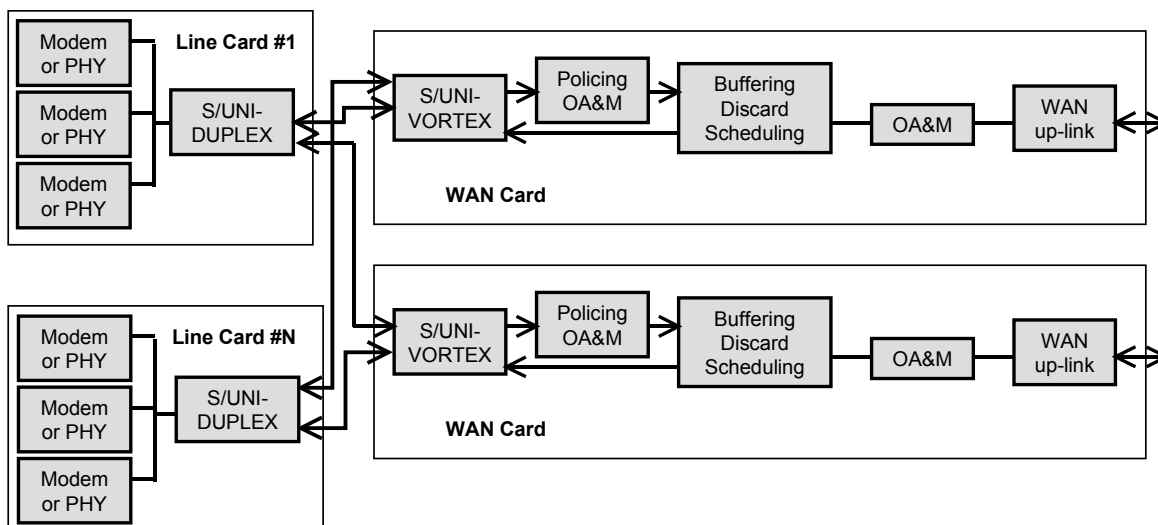 Line Card #1
Modem
or PHY
Modem
or PHY
Modem
or PHY
S/UNI-
DUPLEX
S/UNI-
VORTEX
Policing
OA&M
Buffering
Discard
Scheduling
OA&M
WAN
up-link
WAN Card
Line Card #N
Modem
or PHY
Modem
or PHY
Modem
or PHY
S/UNI-
DUPLEX
S/UNI-
VORTEX
Policing
OA&M
Buffering
Discard
Scheduling
OA&M
WAN
up-link
WAN Card